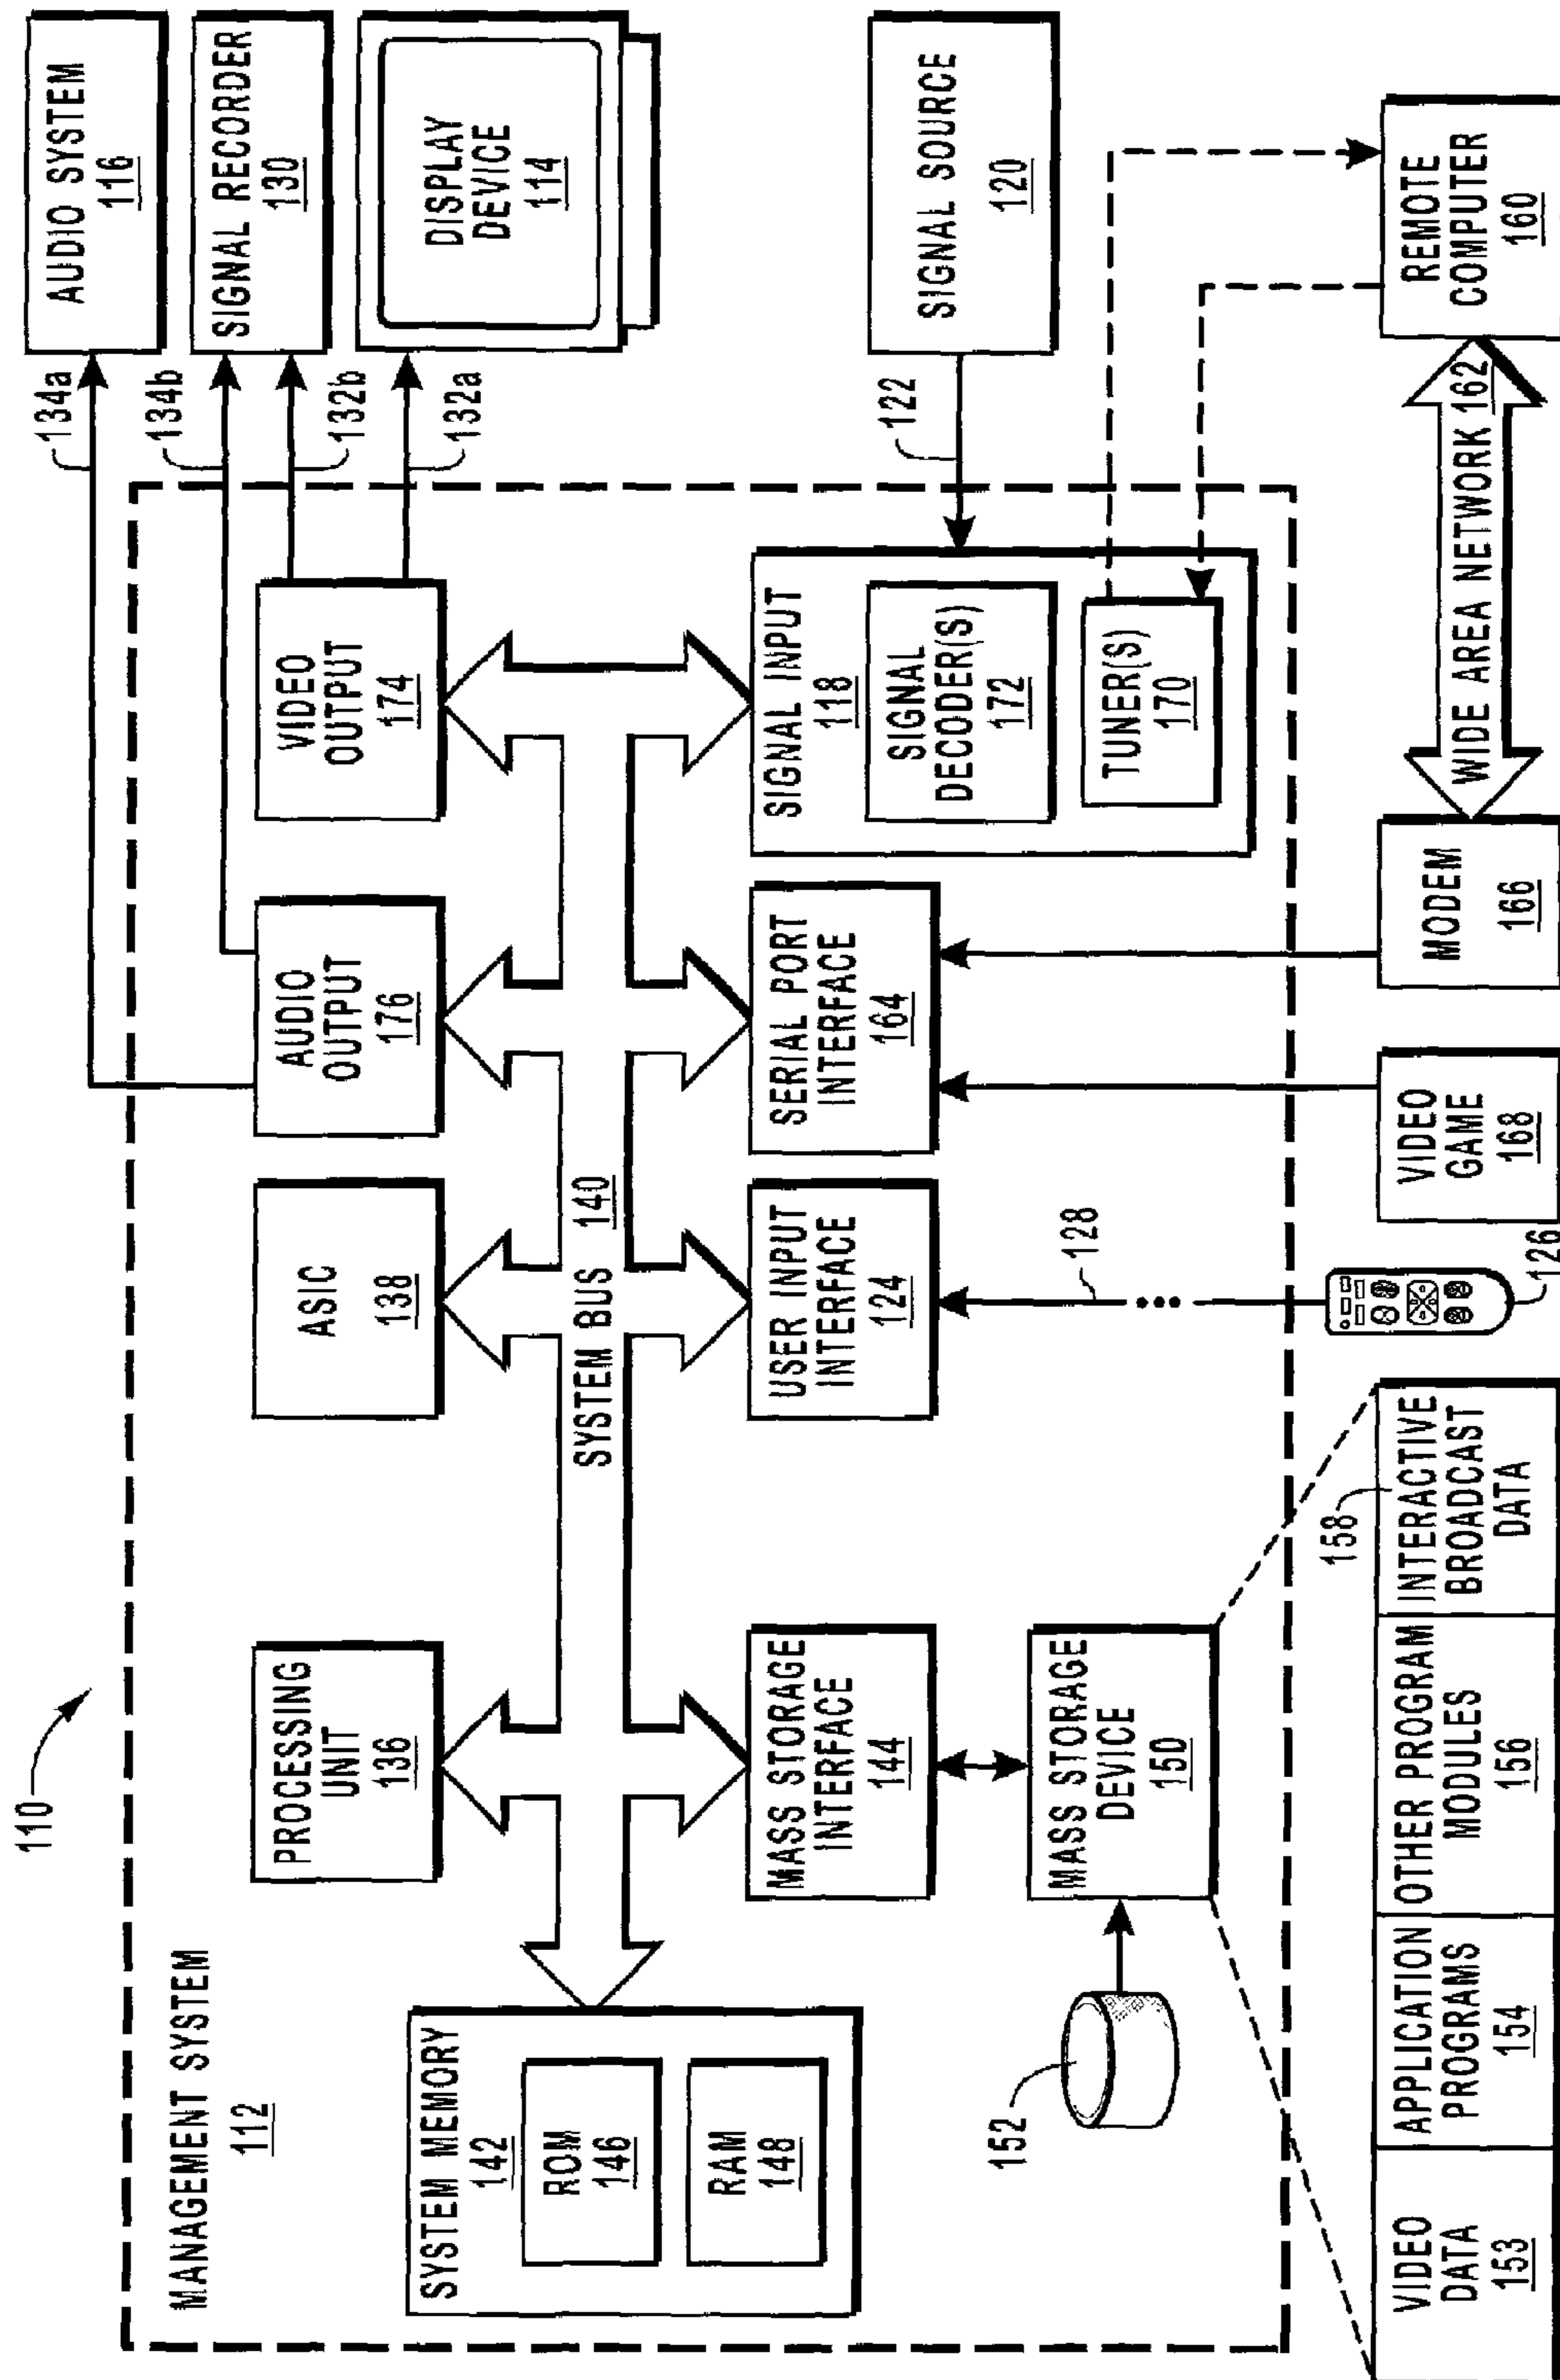 110
MANAGEMENT SYSTEM
112
SYSTEM MEMORY
142
ROM
146
RAM
148
PROCESSING
UNIT
136
ASIC
138
AUDIO
OUTPUT
176
VIDEO
OUTPUT
174
134a
134b
132b
132a
AUDIO SYSTEM
116
SIGNAL RECORDER
130
DISPLAY
DEVICE
114
SYSTEM BUS 140
MASS STORAGE
INTERFACE
144
USER INPUT
INTERFACE
124
SERIAL PORT
INTERFACE
164
SIGNAL INPUT
118
SIGNAL
DECODER(S)
172
TUNER(S)
170
122
SIGNAL SOURCE
120
152
MASS STORAGE
DEVICE
150
128
158
126
VIDEO
DATA
153
APPLICATION
PROGRAMS
154
OTHER PROGRAM
MODULES
156
INTERACTIVE
BROADCAST
DATA
VIDEO
GAME
168
MODEM
166
WIDE AREA NETWORK 162
REMOTE
COMPUTER
160